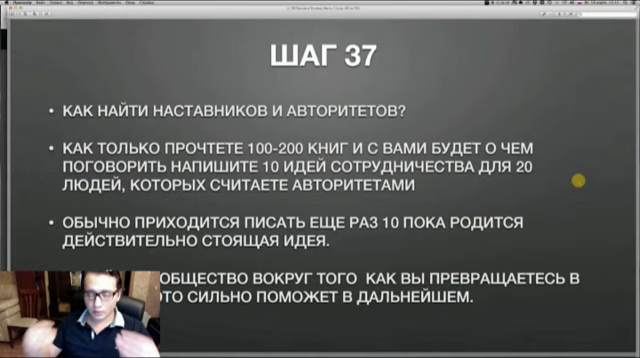 ШАГ 37
• КАК НАЙТИ НАСТАВНИКОВ И АВТОРИТЕТОВ?
• КАК ТОЛЬКО ПРОЧТЕТЕ 100-200 КНИГ И С ВАМИ БУДЕТ О ЧЕМ
ПОГОВОРИТЬ НАПИШИТЕ 10 ИДЕЙ СОТРУДНИЧЕСТВА ДЛЯ 20
ЛЮДЕЙ, КОТОРЫХ СЧИТАЕТЕ АВТОРИТЕТАМИ
• ОБЫЧНО ПРИХОДИТСЯ ПИСАТЬ ЕЩЕ РАЗ 10 ПОКА РОДИТСЯ
ДЕЙСТВИТЕЛЬНО СТОЯЩАЯ ИДЕЯ.
ОБЩЕСТВО ВОКРУГ ТОГО КАК ВЫ ПРЕВРАЩАЕТЕСЬ В
ЭТО СИЛЬНО ПОМОЖЕТ В ДАЛЬНЕЙШЕМ.